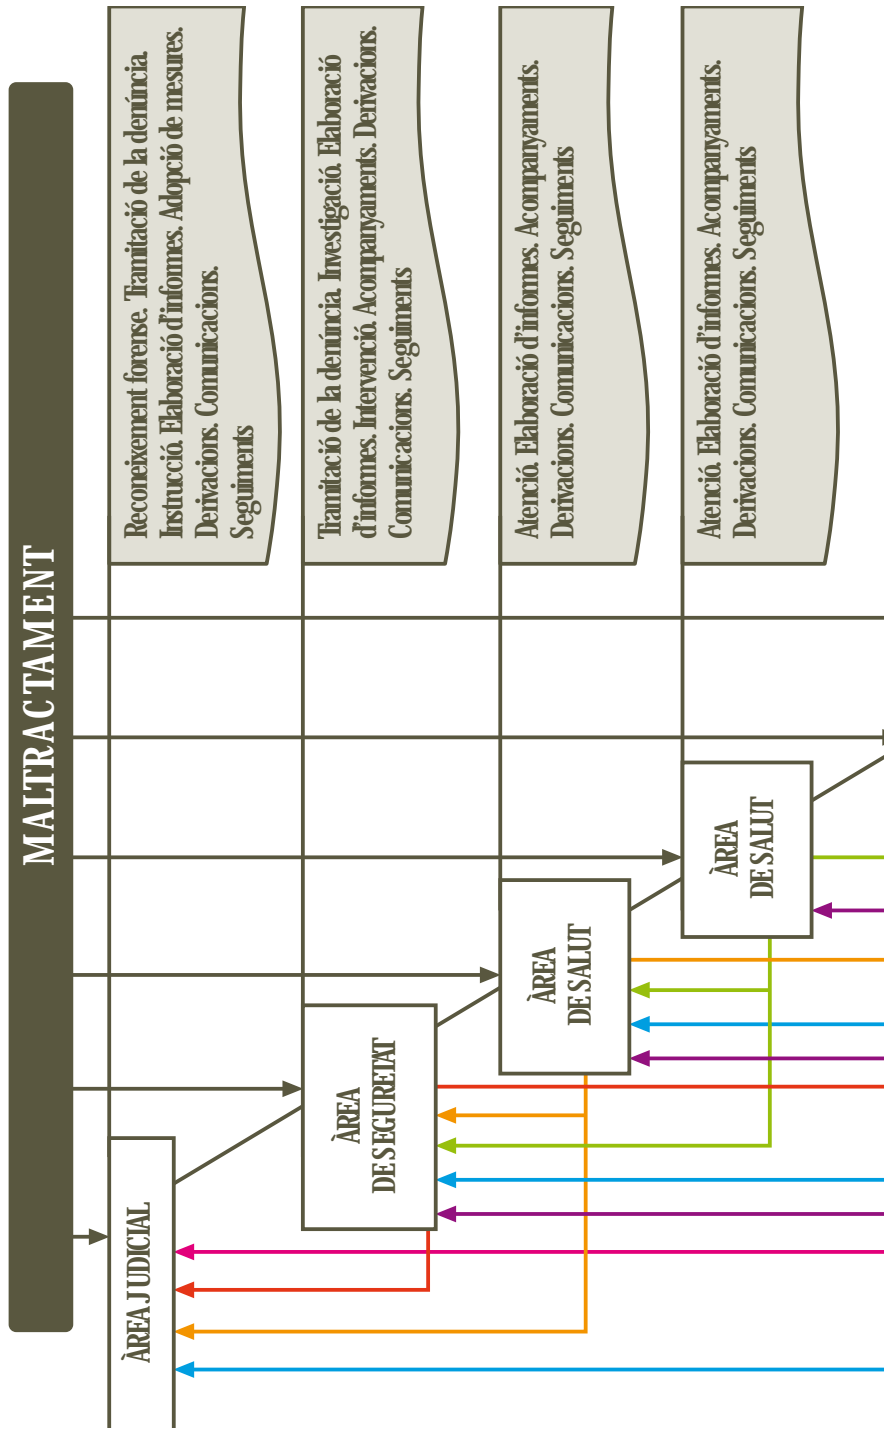 MALTRACTAMENT
Reconeixement forense. Tramitació de la denúncia.
Instrucció. Elaboració d'informes. Adopció de mesures.
Derivacions. Comunicacions.
Seguiments
Tramitació de la denúncia. Investigació. Elaboració
d'informes. Intervenció. Acompanyaments. Derivacions.
Comunicacions. Seguiments
Atenció. Elaboració d'informes. Acompanyaments.
Derivacions. Comunicacions. Seguiments
Atenció. Elaboració d'informes. Acompanyaments.
Derivacions. Comunicacions. Seguiments
ÀREA JUDICIAL
ÀREA
DE SEGURETAT
ÀREA
DE SALUT
ÀREA
DE SALUT